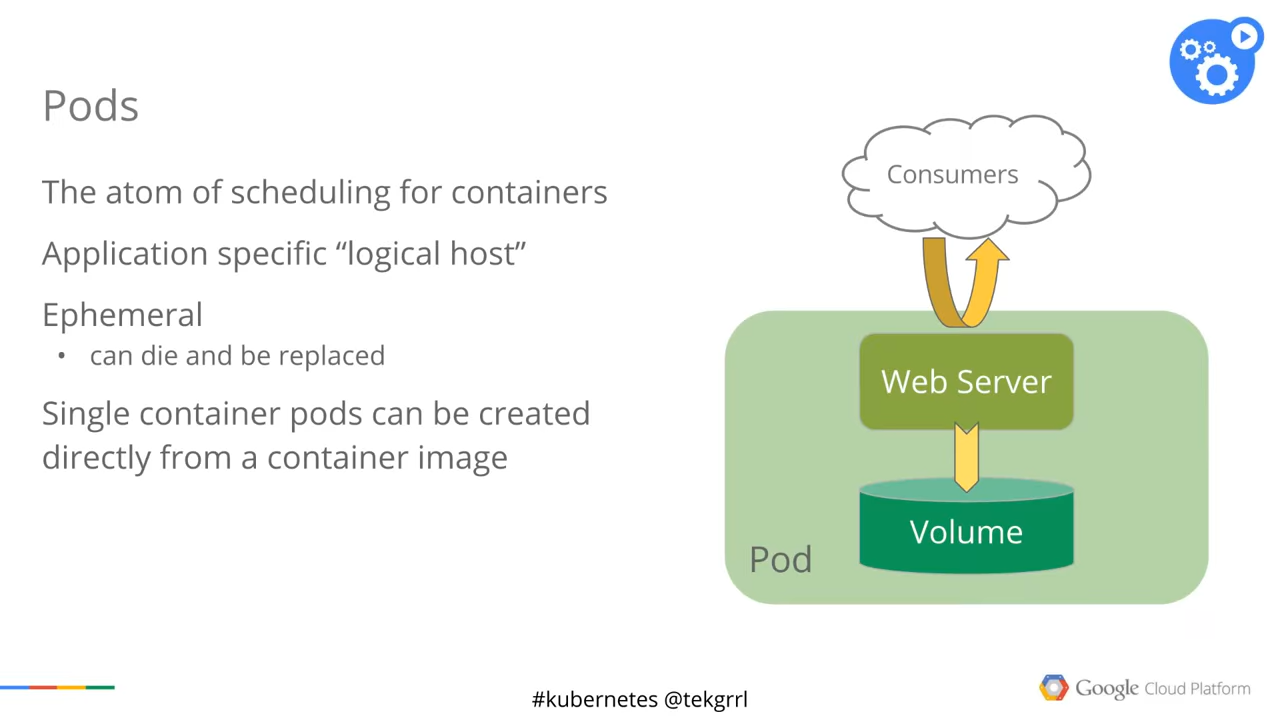 Pods
The atom of scheduling for containers
Application specific “logical host”
Ephemeral
• can die and be replaced
Single container pods can be created
directly from a container image
Consumers
Web Server
Volume
Pod
#kubernetes @tekgrrl
Google Cloud Platform